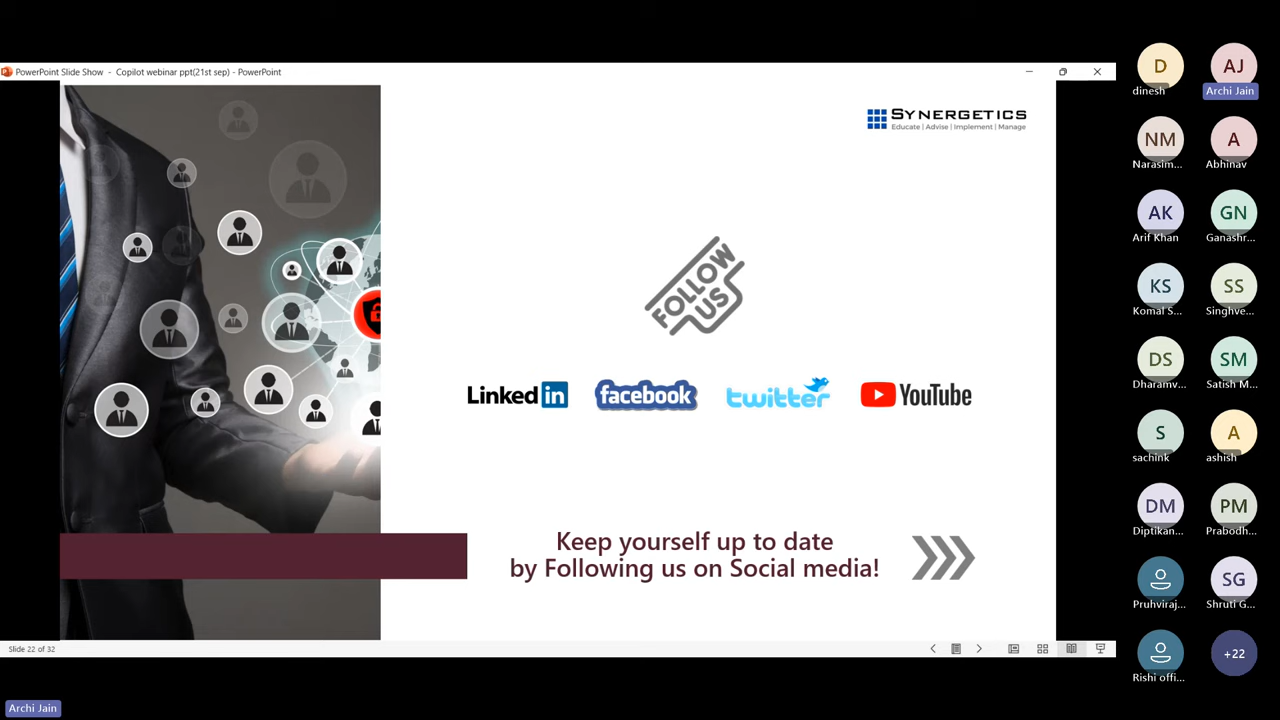 PowerPoint Slide Show - Copilot webinar ppt(21st sep) - PowerPoint
SYNERGETICS
Educate | Advise | Implement | Manage
FOLLOW
US
Linked in
facebook
twitter
YouTube
Keep yourself up to date
by Following us on Social media!
Slide 22 of 32
D
dinesh
AJ
Archi Jain
NM
Narasim...
A
Abhinav
AK
Arif Khan
GN
Ganashr...
KS
Komal S...
SS
Singhve...
DS
Dharamv...
SM
Satish M...
S
sachink
A
ashish
DM
Diptikan...
PM
Prabodh...
Pruhviraj...
SG
Shruti G...
Rishi offi...
+22
Archi Jain